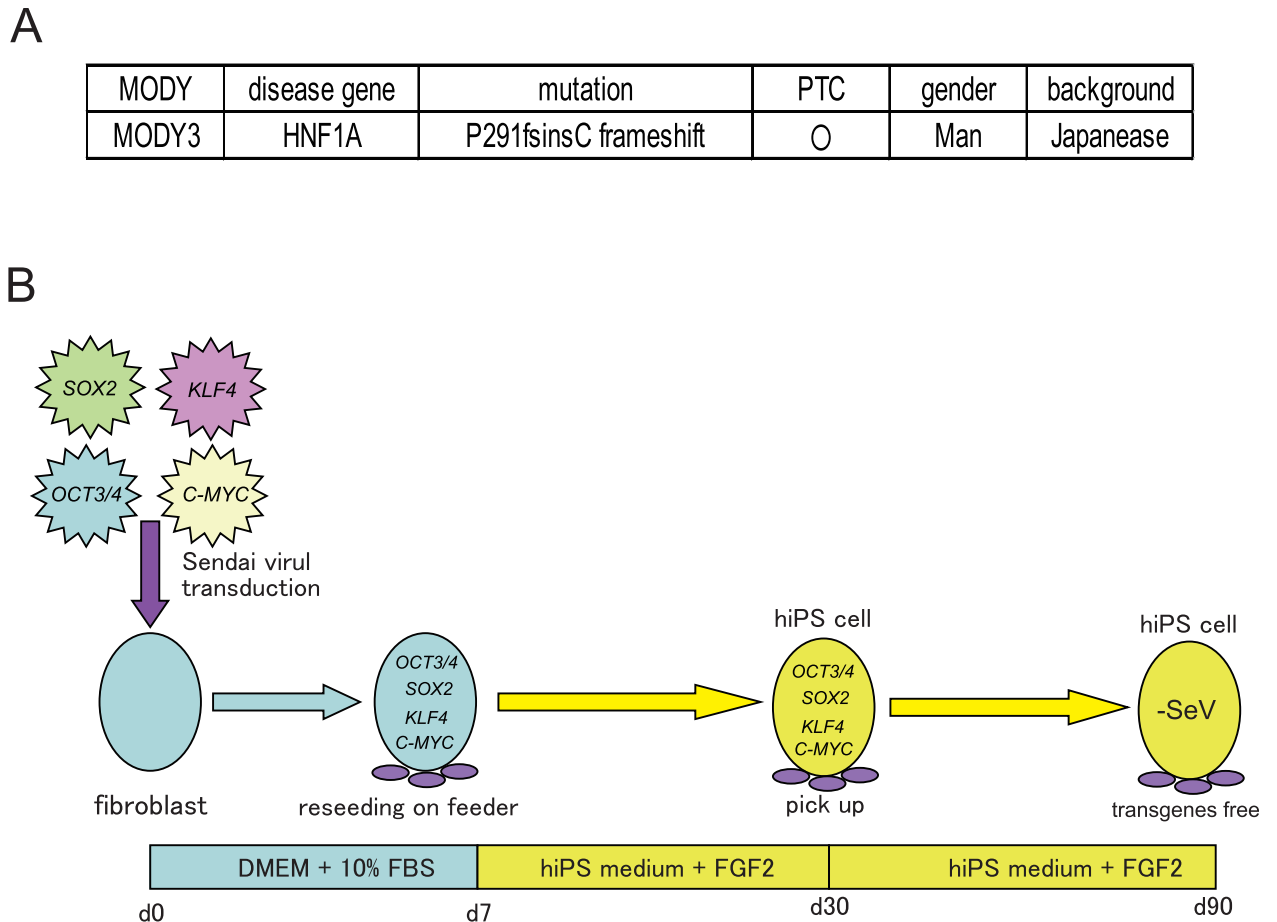 A
MODY disease gene mutation PTC gender background
MODY3 HNF1A P291fsinsC frameshift ○ Man Japanease
B
SOX2 KLF4
OCT3/4 C-MYC
Sendai virul
transduction
hiPS cell
hiPS cell
OCT3/4
SOX2
KLF4
C-MYC
OCT3/4
SOX2
KLF4
C-MYC
-SeV
fibroblast
reseeding on feeder
pick up
transgenes free
DMEM + 10% FBS
hiPS medium + FGF2
hiPS medium + FGF2
d0
d7
d30
d90